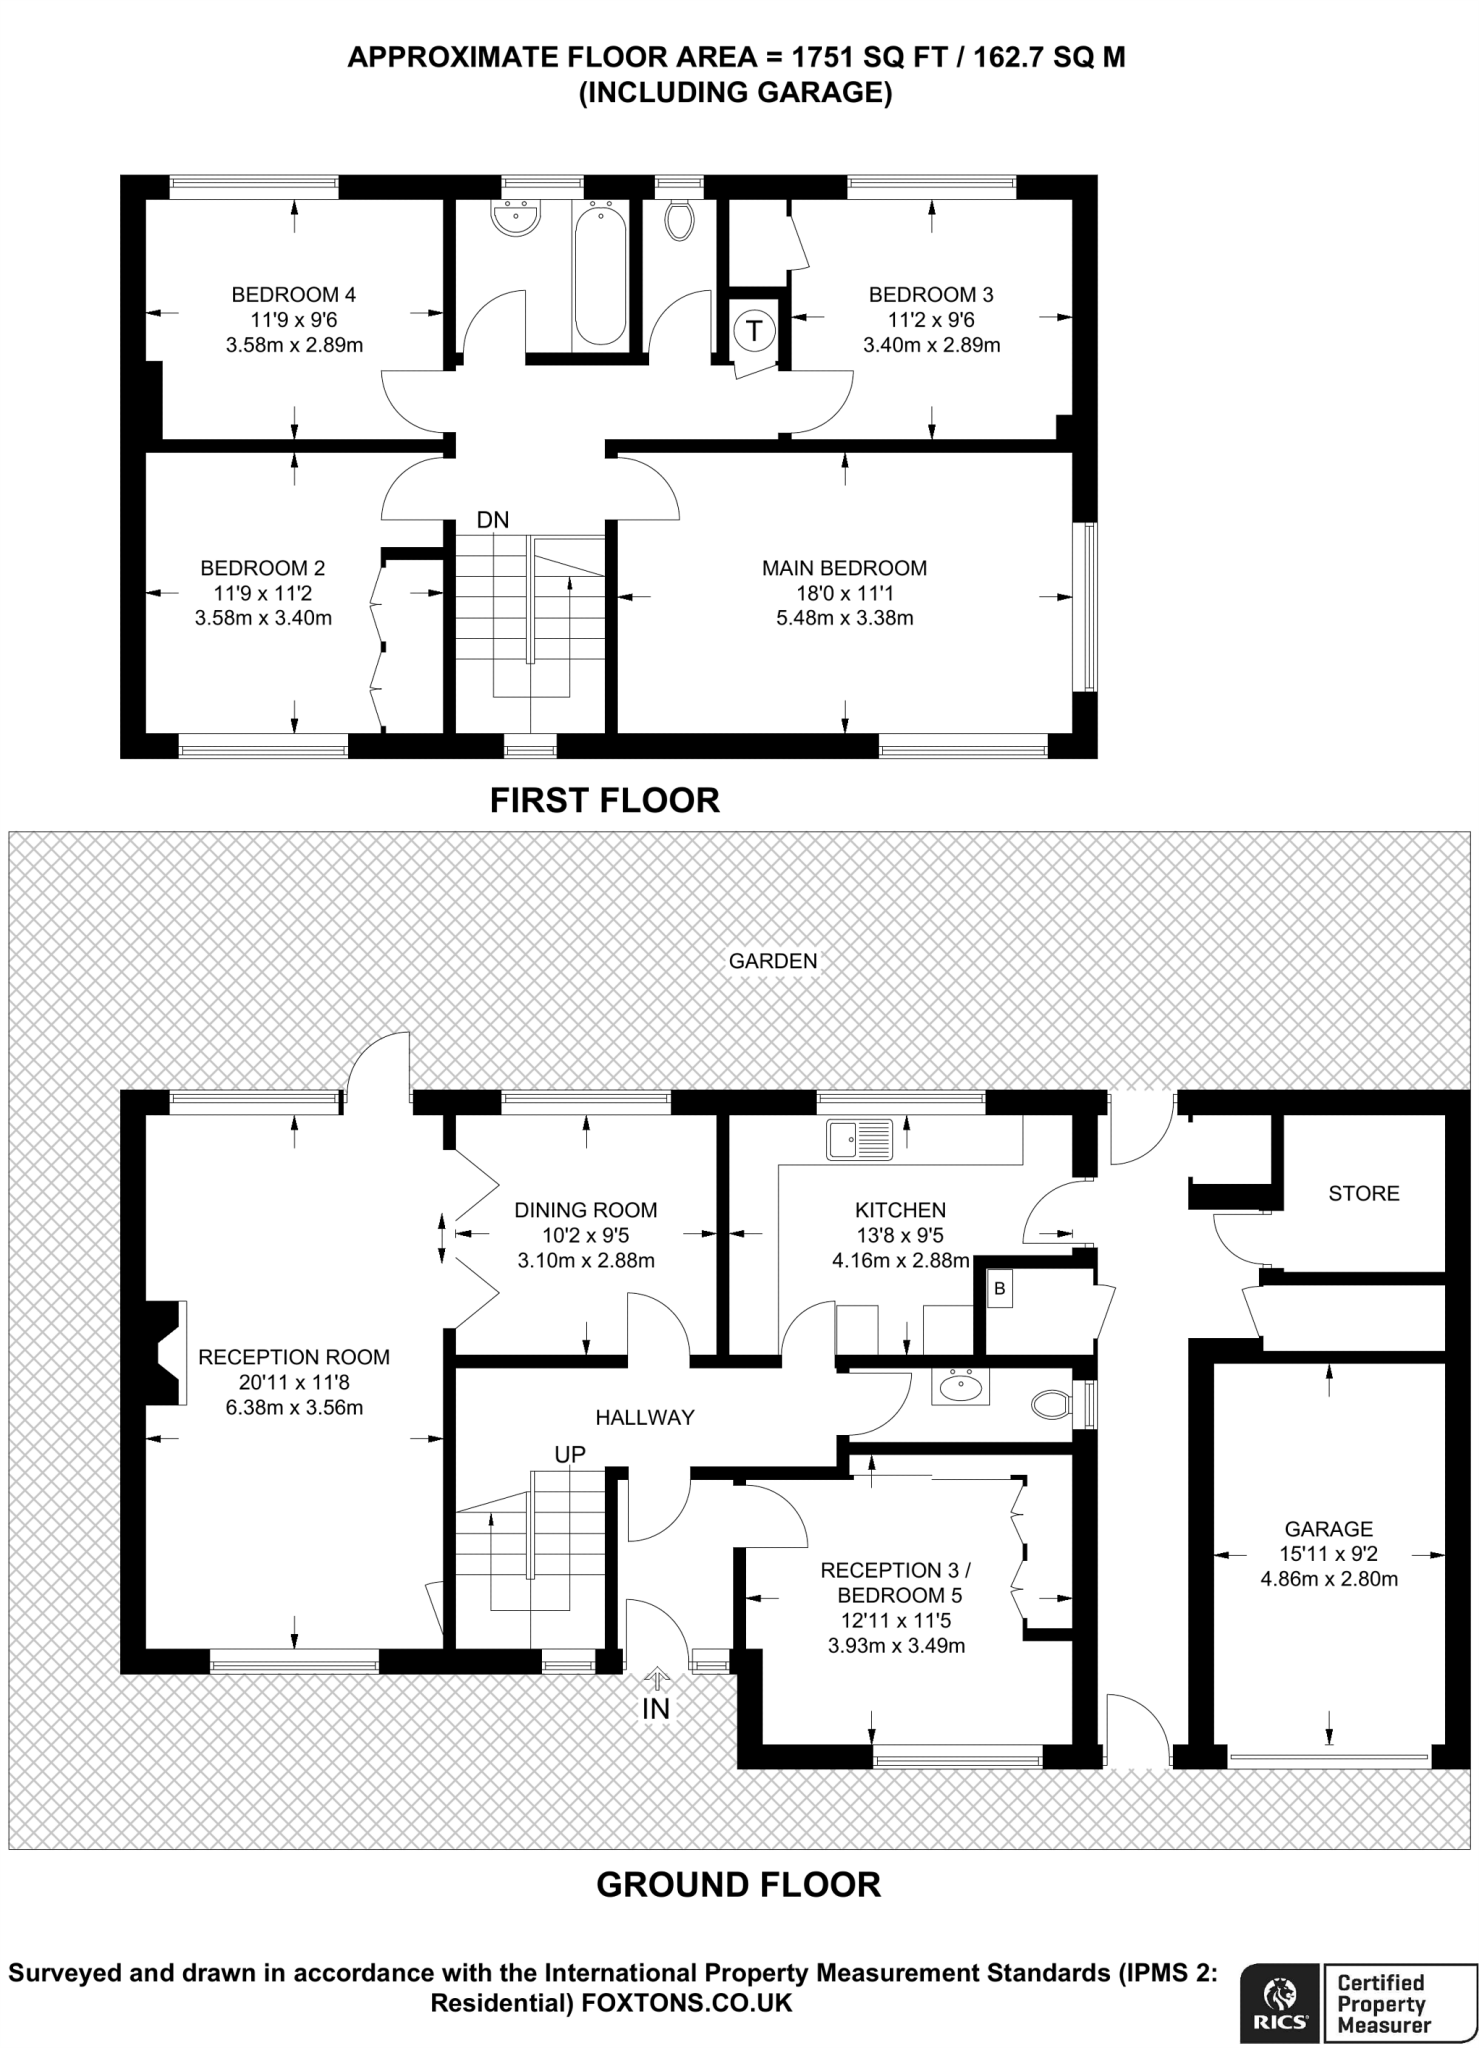 APPROXIMATE FLOOR AREA = 1751 SQ FT / 162.7 SQ M
(INCLUDING GARAGE)
BEDROOM 4
11'9 x 9'6
3.58m x 2.89m
T
BEDROOM 3
11'2 x 9'6
3.40m x 2.89m
DN
BEDROOM 2
11'9 x 11'2
3.58m x 3.40m
MAIN BEDROOM
18'0 x 11'1
5.48m x 3.38m
FIRST FLOOR
GARDEN
DINING ROOM
10'2 x 9'5
3.10m x 2.88m
KITCHEN
13'8 x 9'5
4.16m x 2.88m
STORE
B
RECEPTION ROOM
20'11 x 11'8
6.38m x 3.56m
HALLWAY
UP
RECEPTION 3 /
BEDROOM 5
12'11 x 11'5
3.93m x 3.49m
GARAGE
15'11 x 9'2
4.86m x 2.80m
IN
GROUND FLOOR
Surveyed and drawn in accordance with the International Property Measurement Standards (IPMS 2:
Residential) FOXTONS.CO.UK
RICS
Certified
Property
Measurer